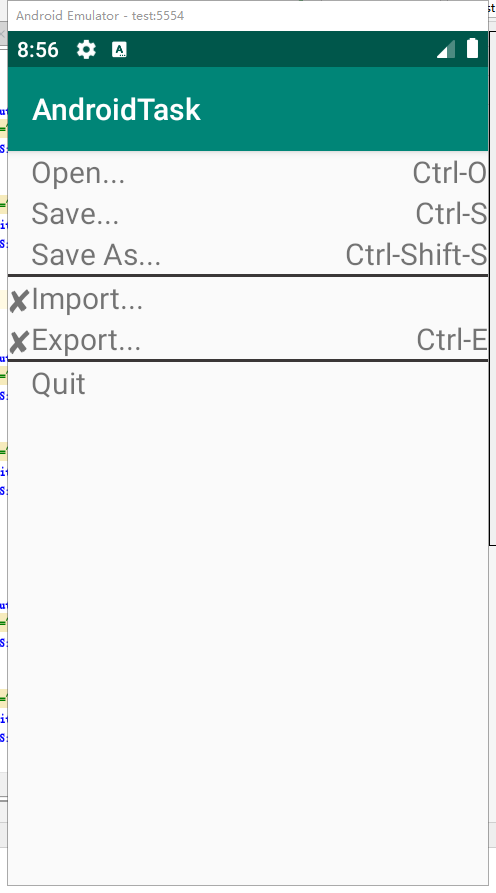 Android Emulator - test:5554
8:56
AndroidTask
Open... Ctrl-O
Save... Ctrl-S
Save As... Ctrl-Shift-S
✘Import...
✘Export... Ctrl-E
Quit